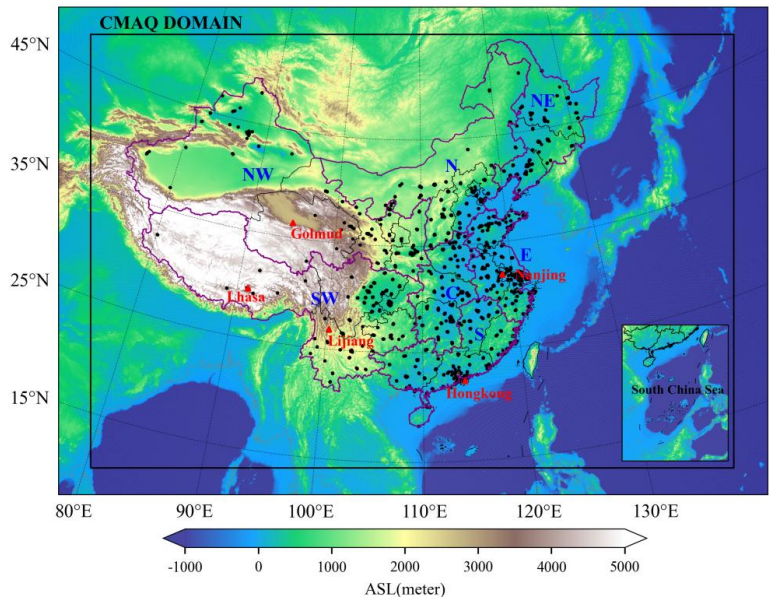 CMAQ DOMAIN
45°N
35°N
25°N
15°N
NE
N
NW
Golmud
E
Nanjing
Lhasa
SW
C
Lijiang
S
Hongkong
South China Sea
80°E
90°E
100°E
110°E
120°E
130°E
-1000
0
1000
2000
3000
4000
5000
ASL(meter)